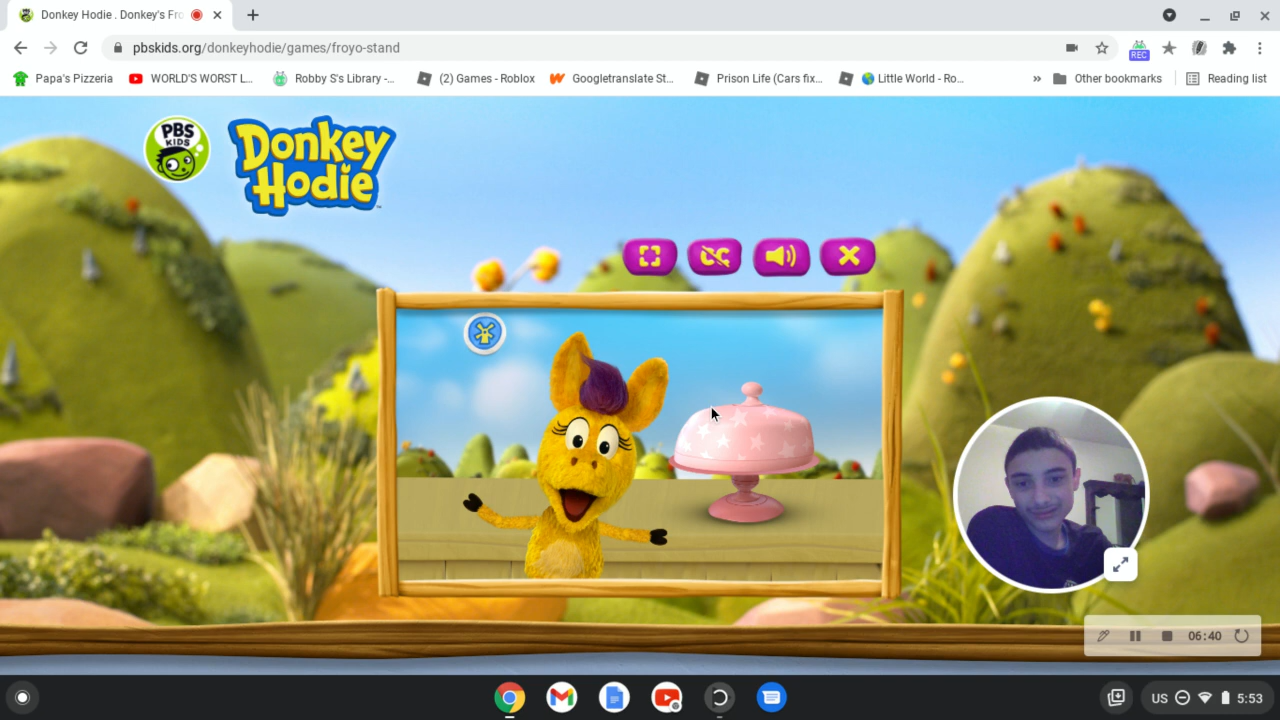 Donkey Hodie . Donkey's Fro
pbskids.org/donkeyhodie/games/froyo-stand
REC
Papa's Pizzeria
WORLD'S WORST L...
Robby S's Library -...
(2) Games - Roblox
Googletranslate St...
Prison Life (Cars fix...
Little World - Ro...
»
Other bookmarks
Reading list
PBS
KIDS
Donkey
Hodie
CC
06:40
US
5:53